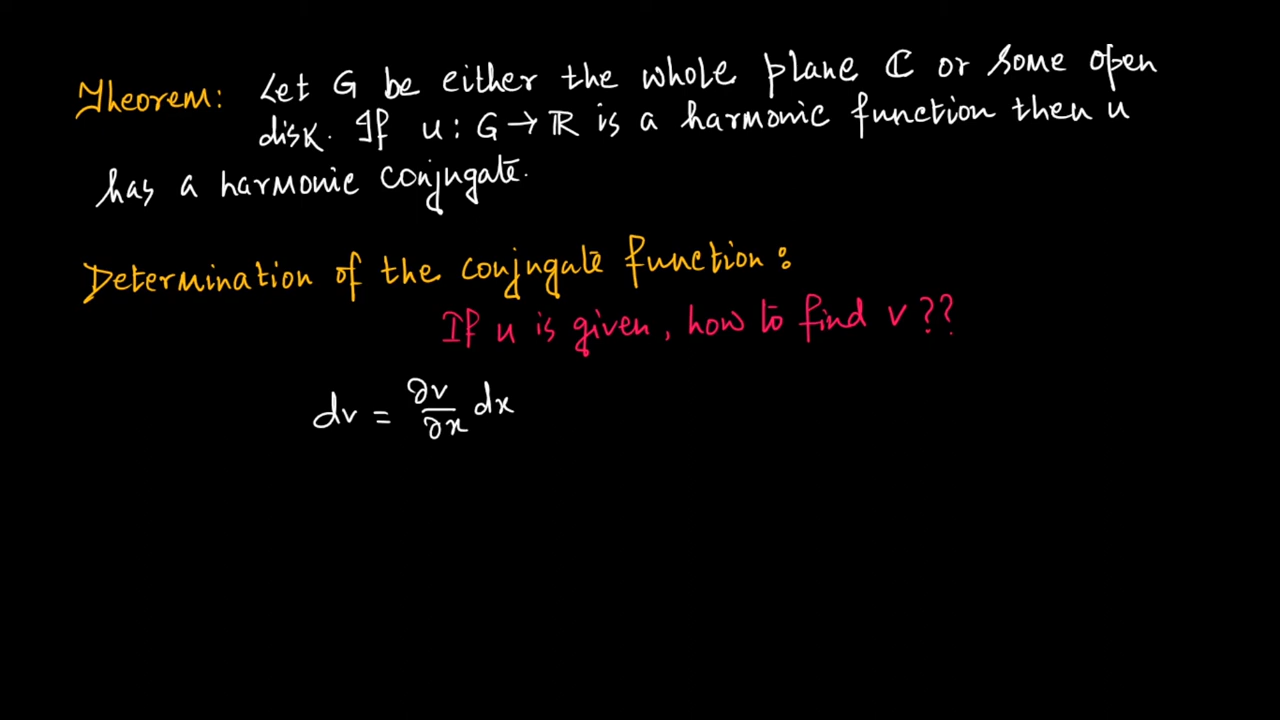 Theorem: Let G be either the whole plane ℂ or some open
disk. If u : G → ℝ is a harmonic function then u
has a harmonic conjugate.
Determination of the conjugate function:
If u is given, how to find v??
dv = ∂v/∂x dx